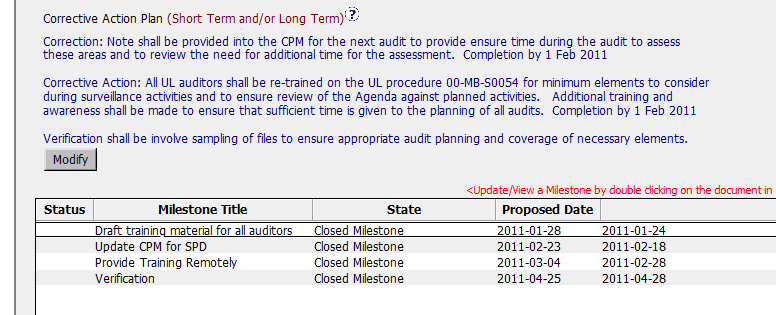 Corrective Action Plan (Short Term and/or Long Term) ?
Correction: Note shall be provided into the CPM for the next audit to provide ensure time during the audit to assess
these areas and to review the need for additional time for the assessment. Completion by 1 Feb 2011
Corrective Action: All UL auditors shall be re-trained on the UL procedure 00-MB-S0054 for minimum elements to consider
during surveillance activities and to ensure review of the Agenda against planned activities. Additional training and
awareness shall be made to ensure that sufficient time is given to the planning of all audits. Completion by 1 Feb 2011
Verification shall be involve sampling of files to ensure appropriate audit planning and coverage of necessary elements.
Modify
<Update/View a Milestone by double clicking on the document in
Status Milestone Title State Proposed Date
Draft training material for all auditors Closed Milestone 2011-01-28 2011-01-24
Update CPM for SPD Closed Milestone 2011-02-23 2011-02-18
Provide Training Remotely Closed Milestone 2011-03-04 2011-02-28
Verification Closed Milestone 2011-04-25 2011-04-28